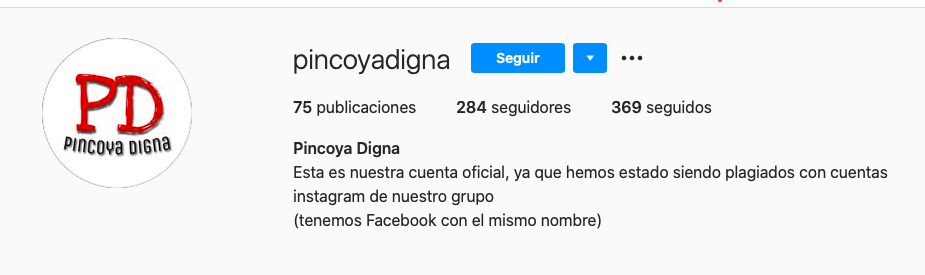 PD
PINCOYA DIGNA
pincoyadigna Seguir
75 publicaciones 284 seguidores 369 seguidos
Pincoya Digna
Esta es nuestra cuenta oficial, ya que hemos estado siendo plagiados con cuentas
instagram de nuestro grupo
(tenemos Facebook con el mismo nombre)